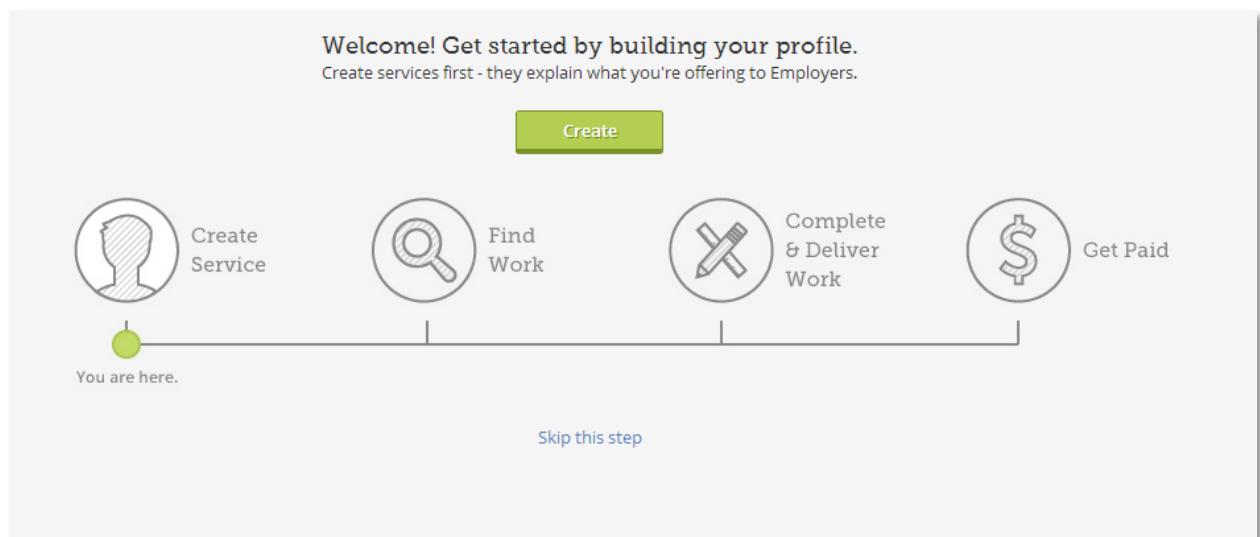 Welcome! Get started by building your profile.
Create services first - they explain what you're offering to Employers.
Create
Create
Service
Find
Work
Complete
& Deliver
Work
Get Paid
You are here.
Skip this step